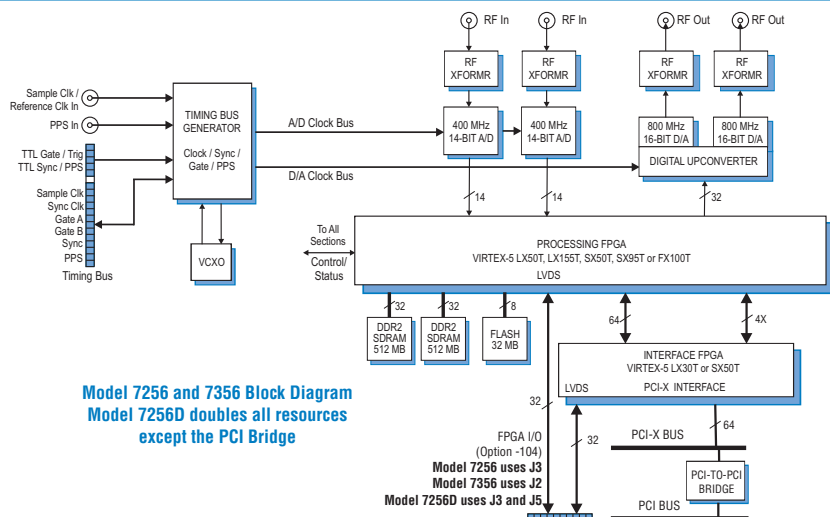 RF In
RF In
RF Out
RF Out
RF
XFORMR
RF
XFORMR
RF
XFORMR
RF
XFORMR
Sample Clk /
Reference Clk In
PPS In
TTL Gate / Trig
TTL Sync / PPS
Sample Clk
Sync Clk
Gate A
Gate B
Sync
PPS
Timing Bus
TIMING BUS
GENERATOR
Clock / Sync /
Gate / PPS
VCXO
A/D Clock Bus
D/A Clock Bus
400 MHz
14-BIT A/D
400 MHz
14-BIT A/D
800 MHz
16-BIT D/A
800 MHz
16-BIT D/A
DIGITAL UPCONVERTER
14
14
32
To All
Sections
Control/
Status
PROCESSING FPGA
VIRTEX-5 LX50T, LX155T, SX50T, SX95T or FX100T
LVDS
32
32
8
64
4X
DDR2
SDRAM
512 MB
DDR2
SDRAM
512 MB
FLASH
32 MB
INTERFACE FPGA
VIRTEX-5 LX30T or SX50T
LVDS
PCI-X INTERFACE
Model 7256 and 7356 Block Diagram
Model 7256D doubles all resources
except the PCI Bridge
32
32
64
FPGA I/O
(Option -104)
Model 7256 uses J3
Model 7356 uses J2
Model 7256D uses J3 and J5
PCI-X BUS
PCI-TO-PCI
BRIDGE
PCI BUS